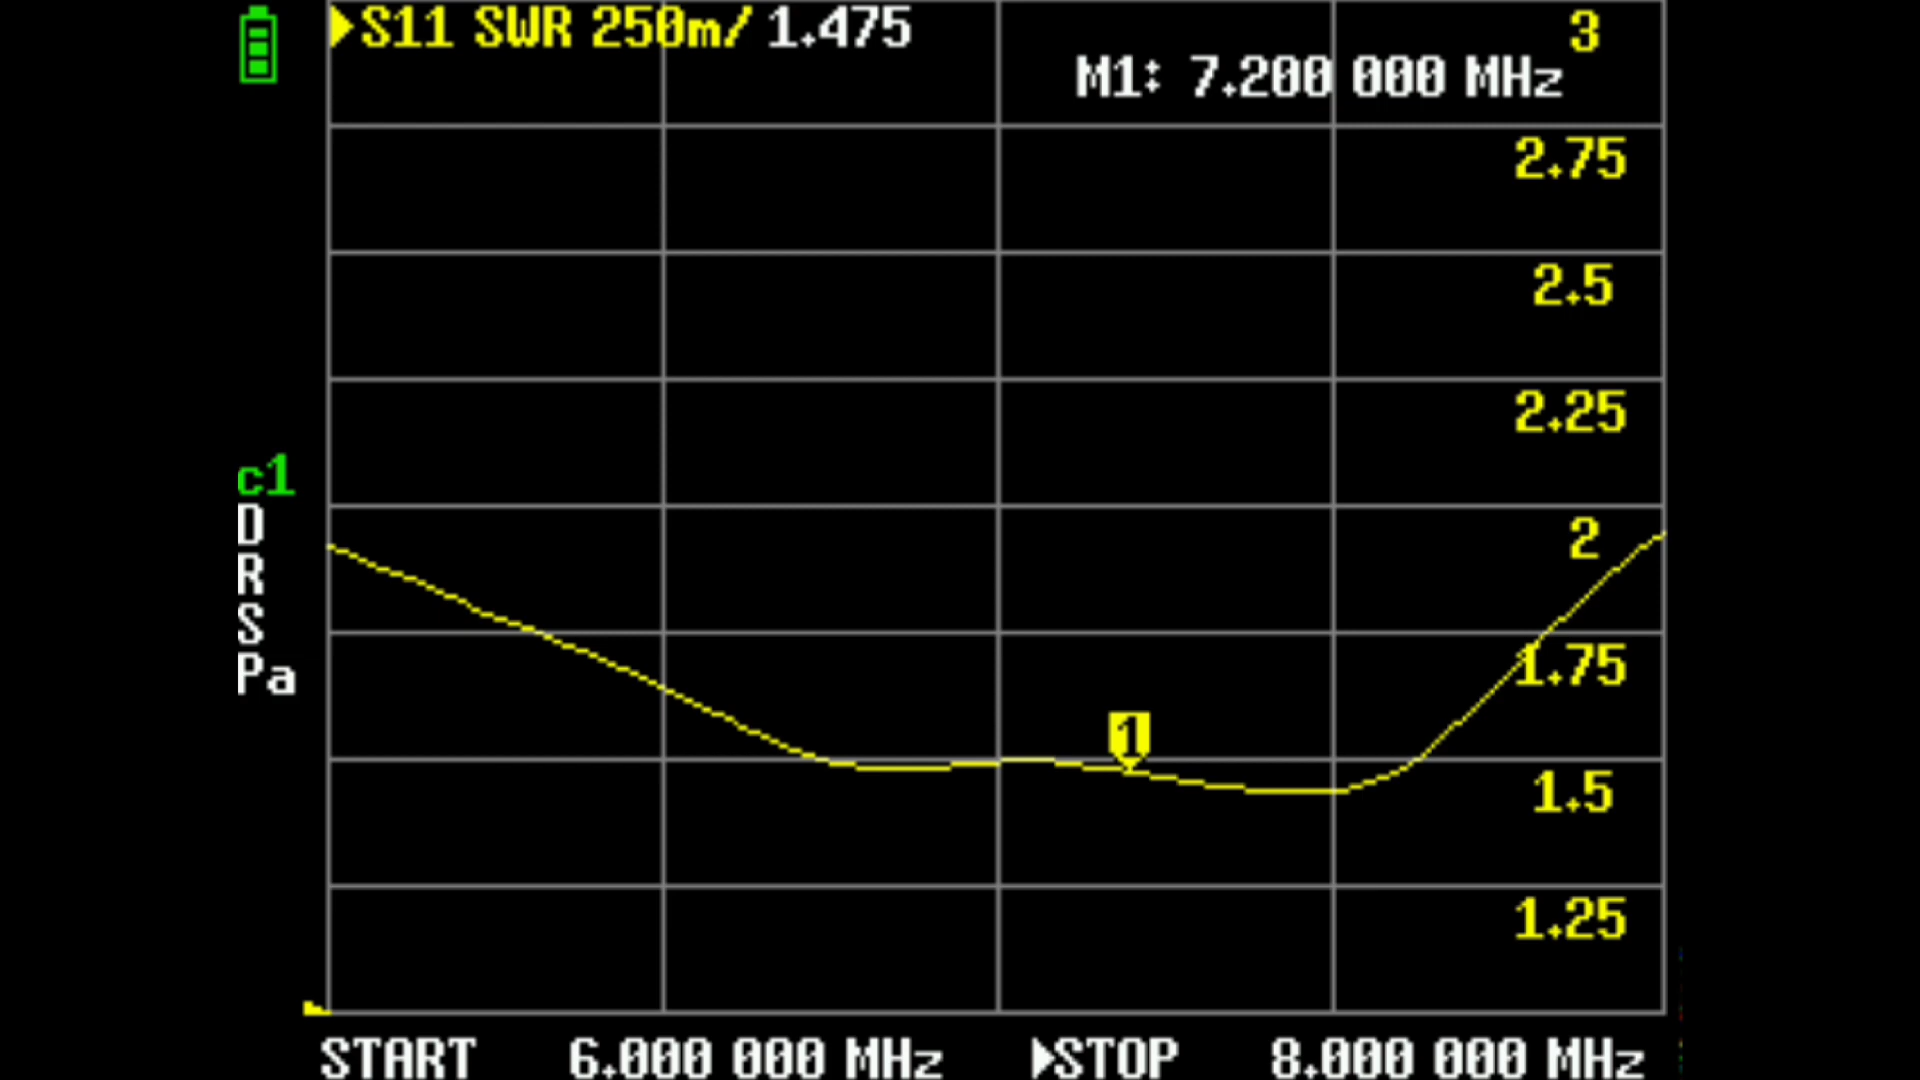 ▶S11 SWR 250m/ 1.475
3
M1: 7.200 000 MHz
2.75
2.5
2.25
c1
D
2
R
S
1.75
Pa
1
1.5
1.25
START 6.000 000 MHz ▶STOP 8.000 000 MHz